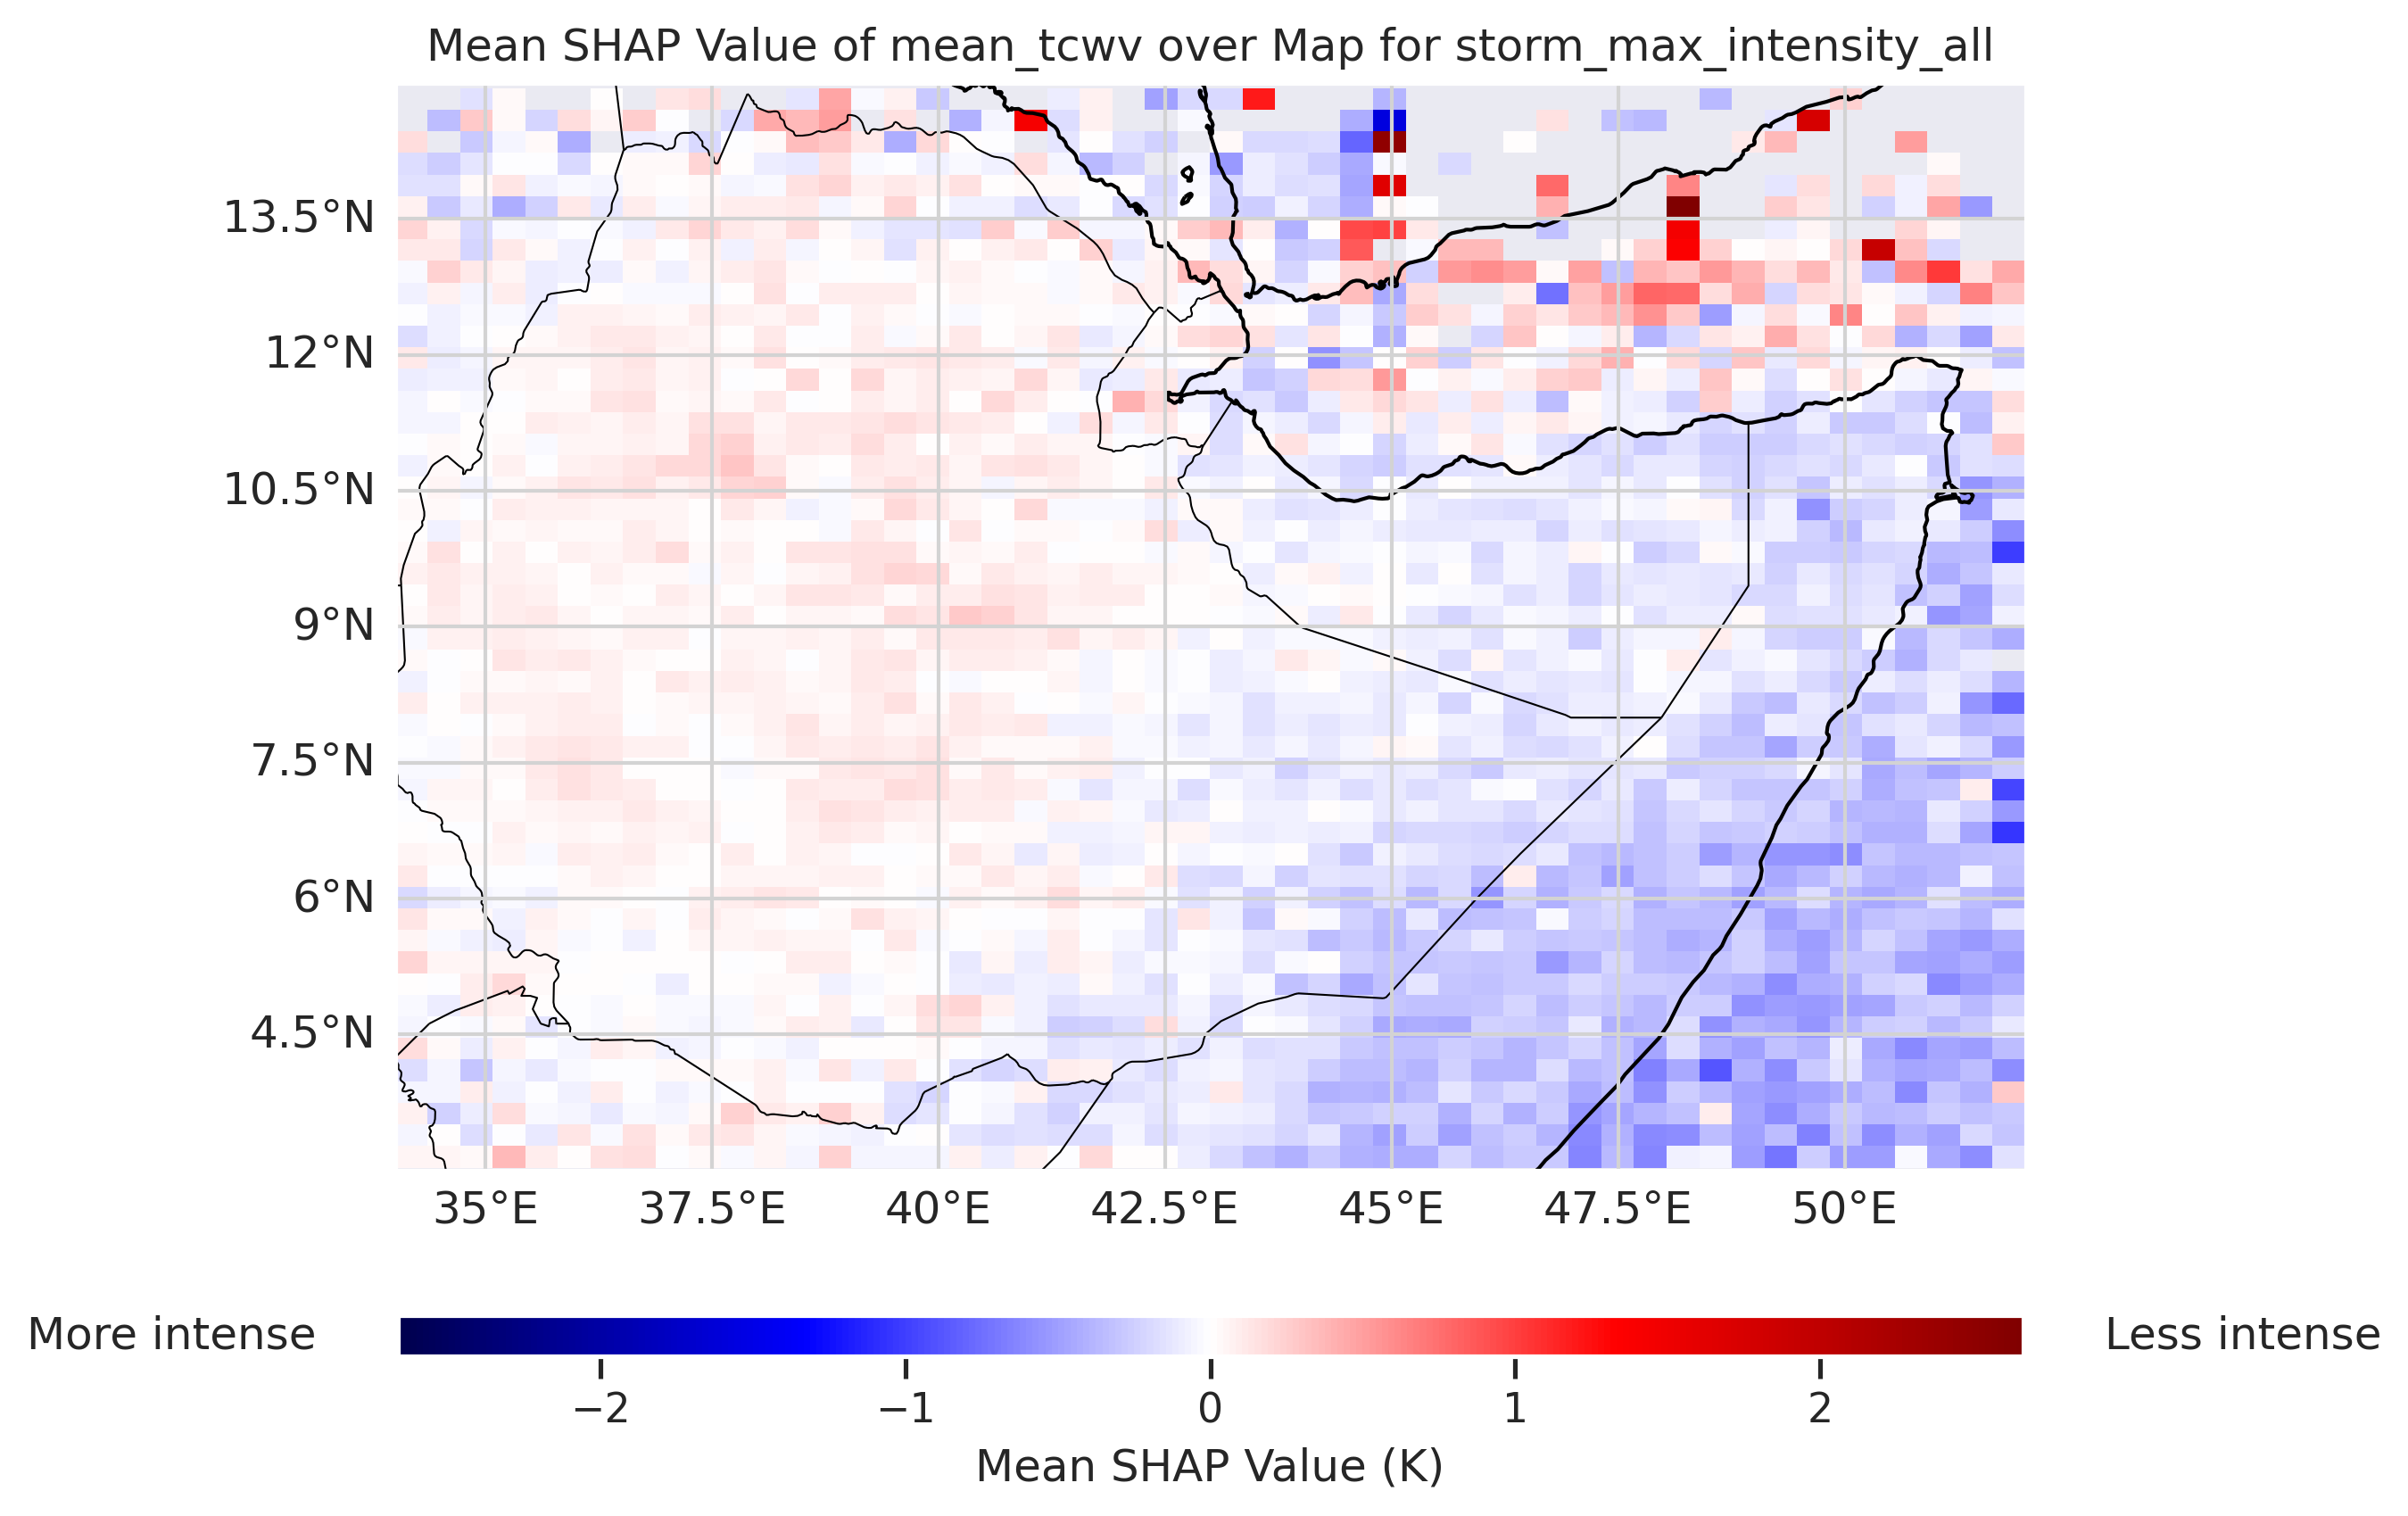 Mean SHAP Value of mean_tcwv over Map for storm_max_intensity_all
13.5°N
12°N
10.5°N
9°N
7.5°N
6°N
4.5°N
35°E 37.5°E 40°E 42.5°E 45°E 47.5°E 50°E
More intense Less intense
−2 −1 0 1 2
Mean SHAP Value (K)